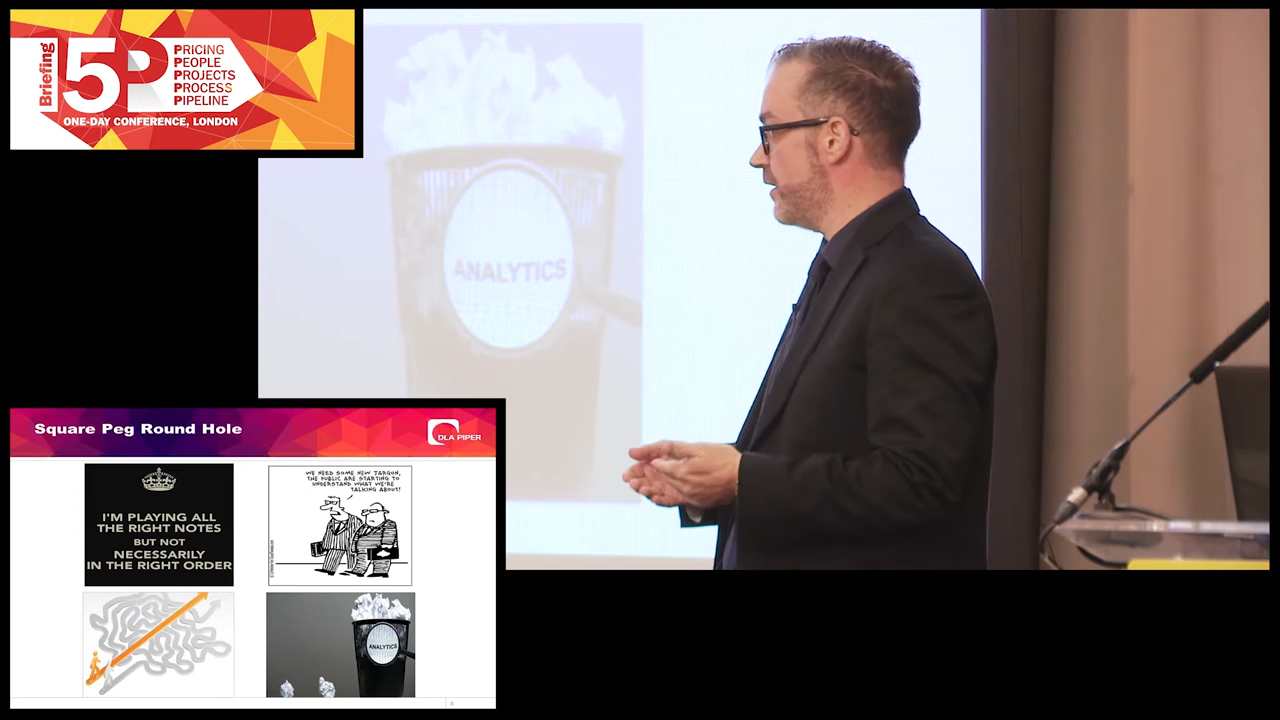 Briefing
5P
PRICING
PEOPLE
PROJECTS
PROCESS
PIPELINE
ONE-DAY CONFERENCE, LONDON
ANALYTICS
Square Peg Round Hole
DLA PIPER
I'M PLAYING ALL
THE RIGHT NOTES
BUT NOT
NECESSARILY
IN THE RIGHT ORDER
WE NEED SOME NEW JARGON,
THE PUBLIC ARE STARTING TO
UNDERSTAND WHAT WE'RE
TALKING ABOUT!
ANALYTICS